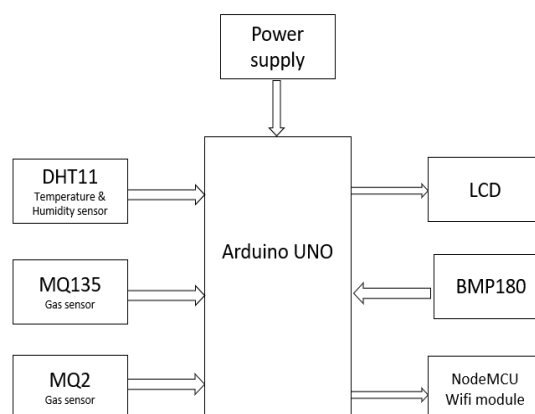 Power
supply
DHT11
Temperature &
Humidity sensor
LCD
Arduino UNO
MQ135
Gas sensor
BMP180
MQ2
Gas sensor
NodeMCU
Wifi module